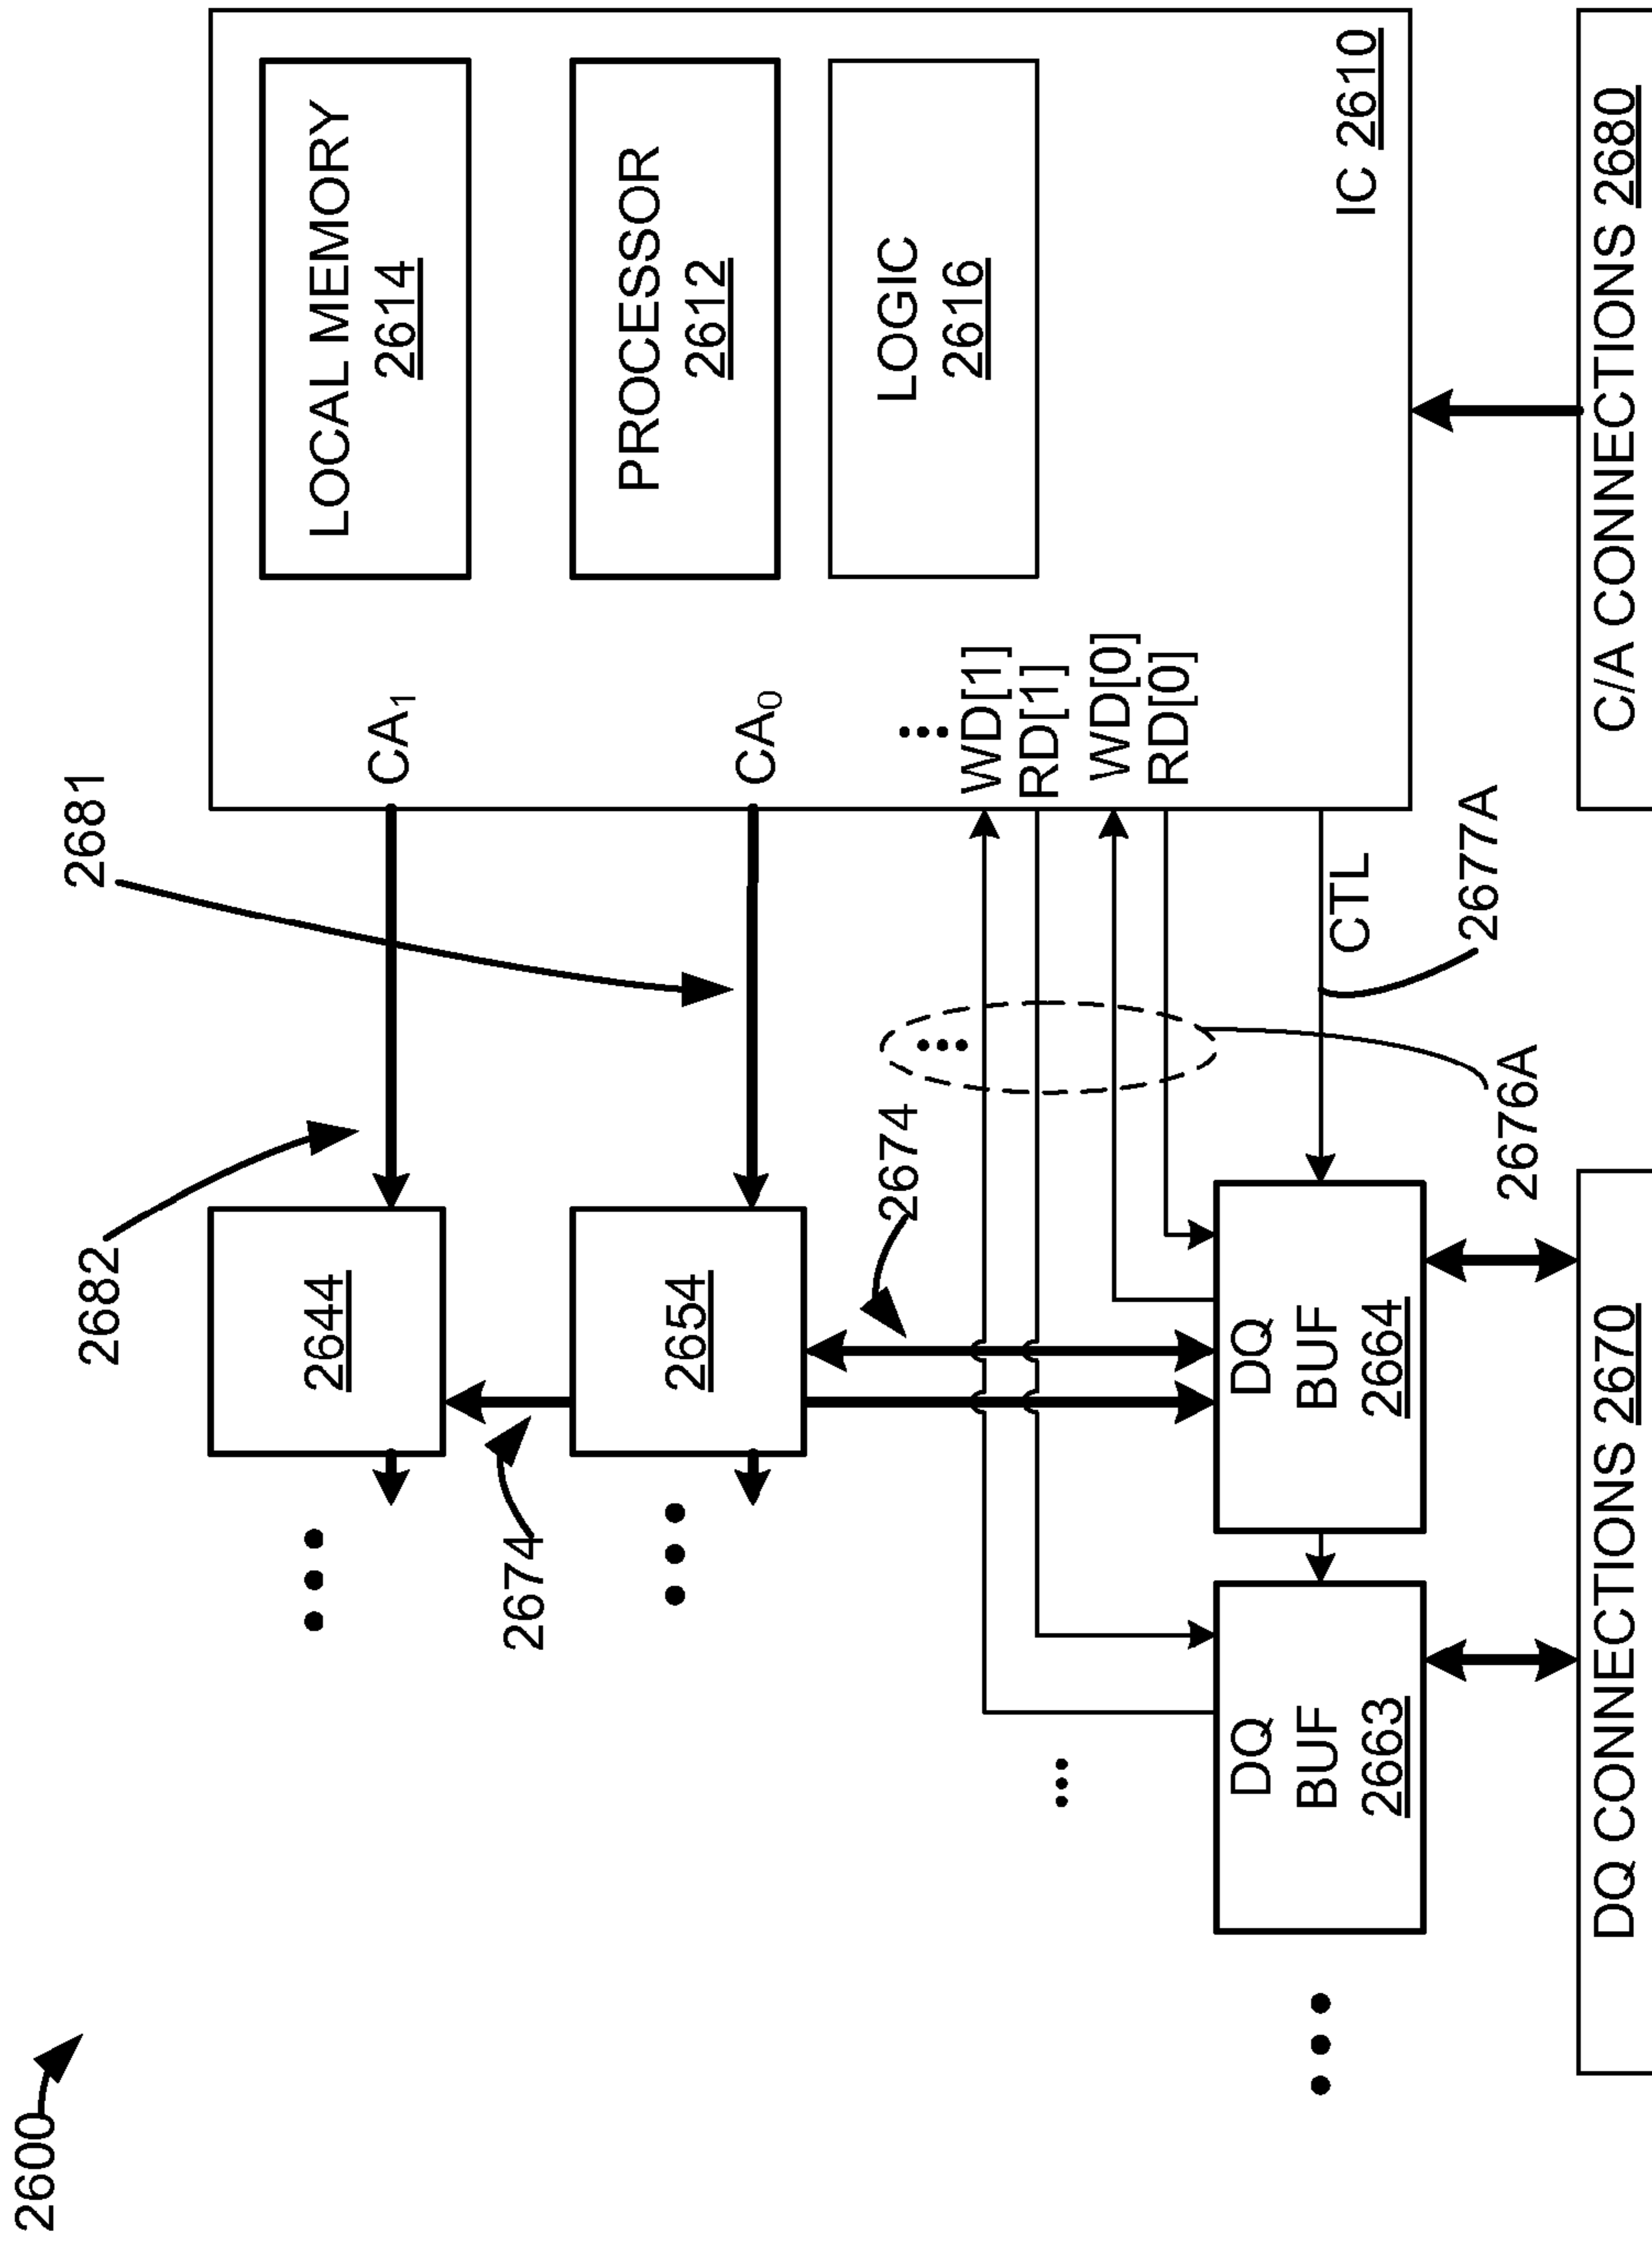 2600
2682
2681
2644
CA1
LOCAL MEMORY
2614
2674
2654
CA0
PROCESSOR
2612
2674
WD[1]
RD[1]
WD[0]
RD[0]
LOGIC
2616
DQ
BUF
2663
DQ
BUF
2664
CTL
IC 2610
2676A
2677A
DQ CONNECTIONS 2670
C/A CONNECTIONS 2680